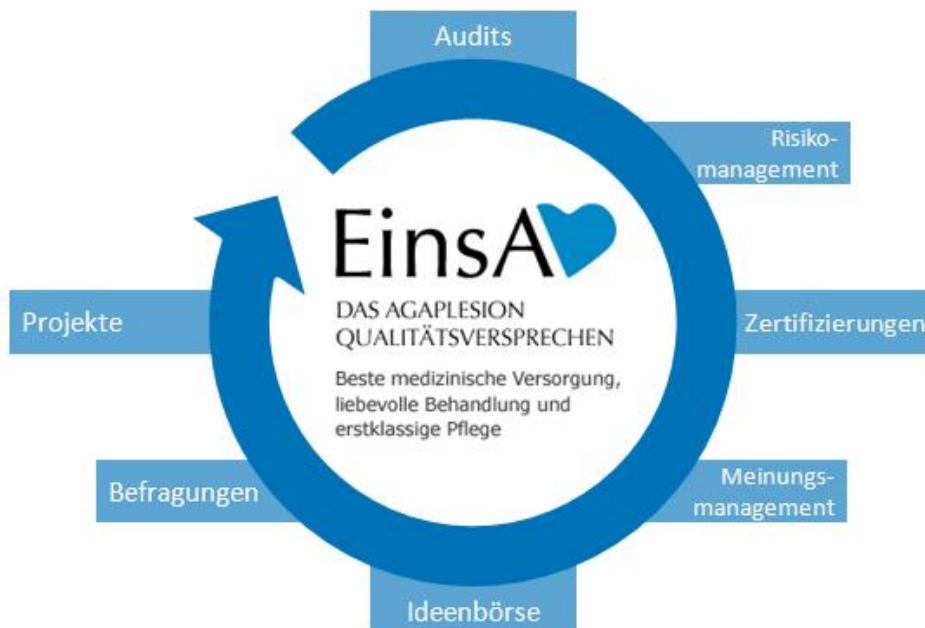 Audits
Risiko-
management
EinsA
DAS AGAPLESION
QUALITÄTSVERSPRECHEN
Beste medizinische Versorgung,
liebevolle Behandlung und
erstklassige Pflege
Projekte
Zertifizierungen
Befragungen
Meinungs-
management
Ideenbörse